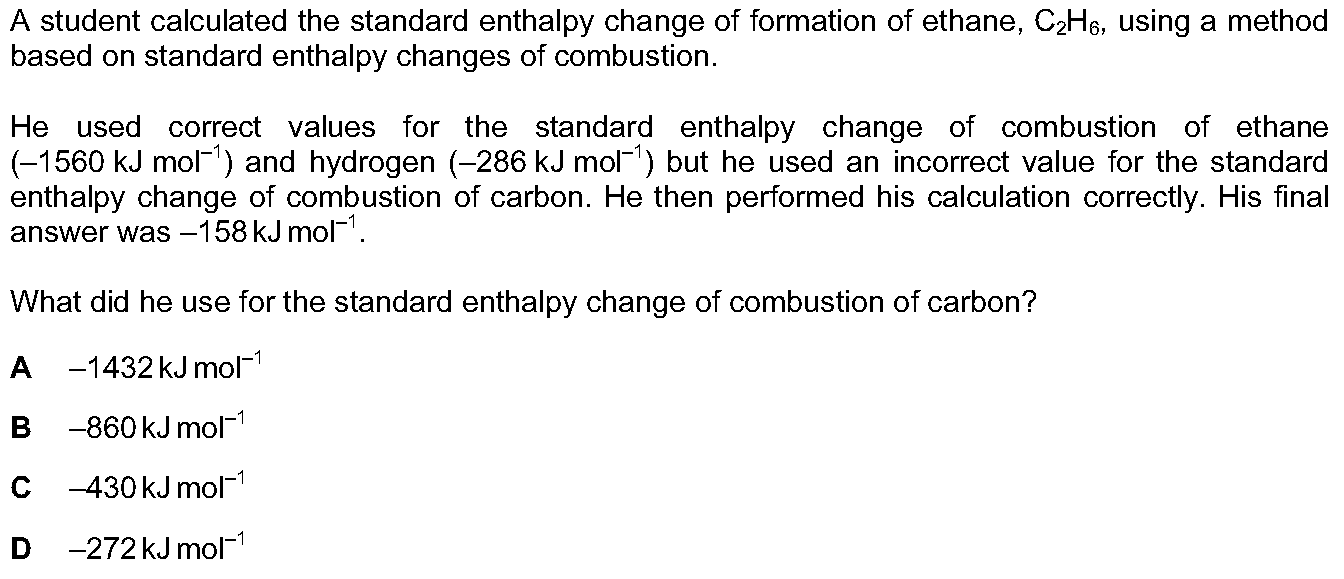 A student calculated the standard enthalpy change of formation of ethane, C₂H₆, using a method
based on standard enthalpy changes of combustion.
He used correct values for the standard enthalpy change of combustion of ethane
(–1560 kJ mol⁻¹) and hydrogen (–286 kJ mol⁻¹) but he used an incorrect value for the standard
enthalpy change of combustion of carbon. He then performed his calculation correctly. His final
answer was –158 kJ mol⁻¹.
What did he use for the standard enthalpy change of combustion of carbon?
A –1432 kJ mol⁻¹
B –860 kJ mol⁻¹
C –430 kJ mol⁻¹
D –272 kJ mol⁻¹